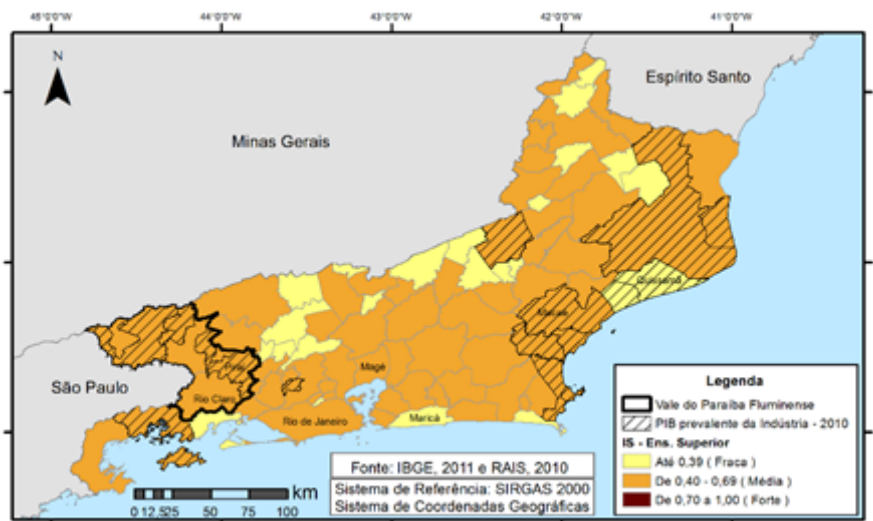 45°0'0"W 44°0'0"W 43°0'0"W 42°0'0"W 41°0'0"W
N
Espírito Santo
Minas Gerais
Quissamã
Macaé
Piraí
Magé
São Paulo
Rio Claro
Rio de Janeiro
Maricá
Legenda
Vale do Paraíba Fluminense
PIB prevalente da Indústria - 2010
IS - Ens. Superior
Até 0,39 ( Fraca )
De 0,40 - 0,69 ( Média )
De 0,70 a 1,00 ( Forte )
Fonte: IBGE, 2011 e RAIS, 2010
Sistema de Referência: SIRGAS 2000
Sistema de Coordenadas Geográficas
km
0 12,525 50 75 100